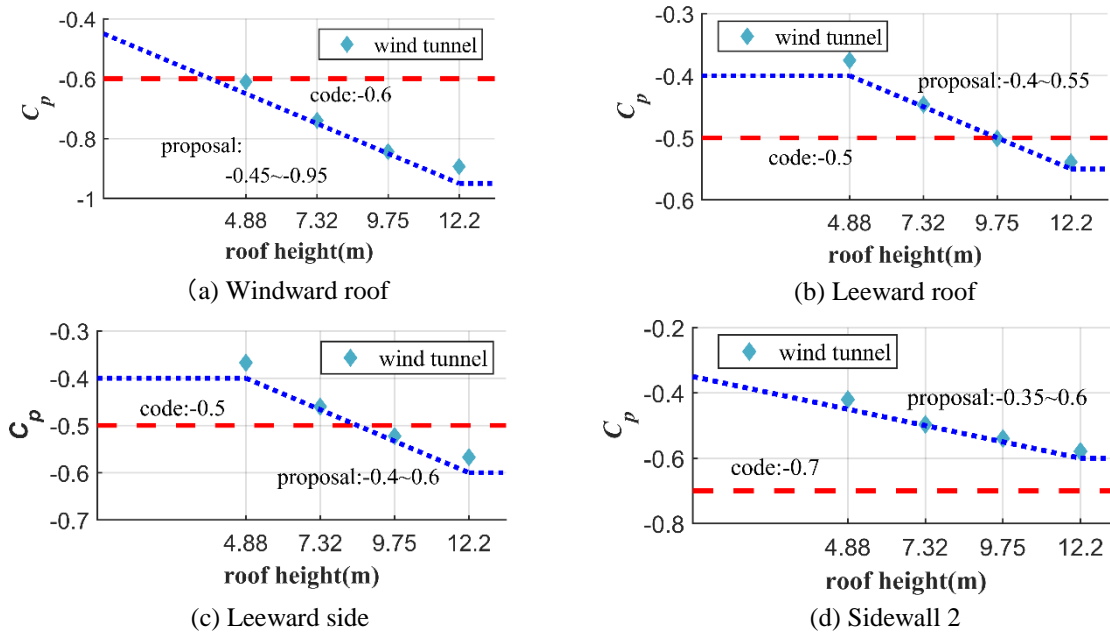 -0.4
-0.6
-0.8
-1
C_p
wind tunnel
code:-0.6
proposal:
-0.45~-0.95
4.88 7.32 9.75 12.2
roof height(m)
(a) Windward roof
-0.3
-0.4
-0.5
-0.6
C_p
wind tunnel
proposal:-0.4~0.55
code:-0.5
4.88 7.32 9.75 12.2
roof height(m)
(b) Leeward roof
-0.3
-0.4
-0.5
-0.6
-0.7
C_p
wind tunnel
code:-0.5
proposal:-0.4~0.6
4.88 7.32 9.75 12.2
roof height(m)
(c) Leeward side
-0.2
-0.4
-0.6
-0.8
C_p
wind tunnel
proposal:-0.35~0.6
code:-0.7
4.88 7.32 9.75 12.2
roof height(m)
(d) Sidewall 2